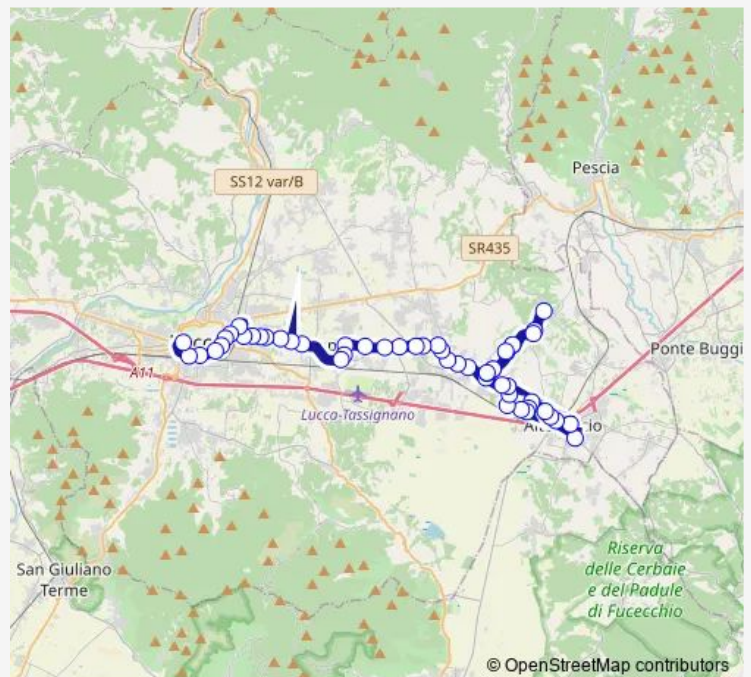 Pescia
SS12 var/B
SR435
Ponte Buggi
A11
Lucca-Tassignano
San Giuliano
Terme
Riserva
delle Cerbaie
e del Padule
di Fucecchio
© OpenStreetMap contributors